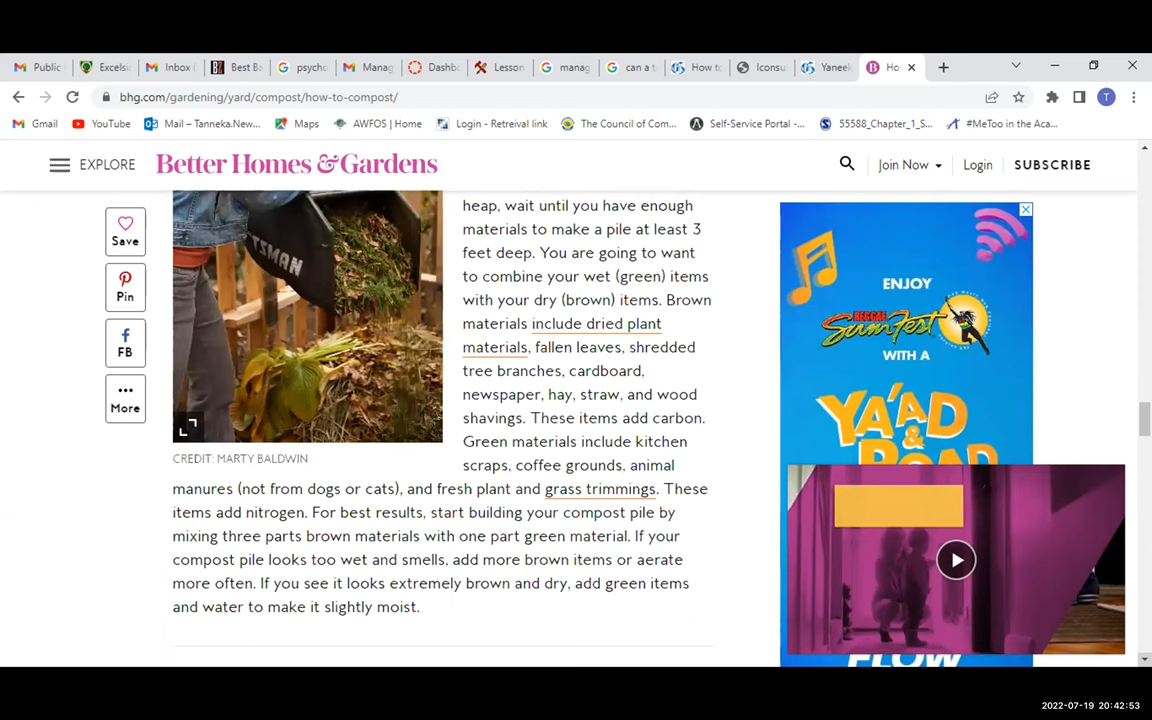 Public
Excelsi
Inbox (
Best Ba
psycho
Manag
Dashbo
Lesson
manag
can a t
How to
Iconsu
Yaneek
Ho
bhg.com/gardening/yard/compost/how-to-compost/
T
Gmail
YouTube
Mail – Tanneka.New...
Maps
AWFOS | Home
Login - Retreival link
The Council of Com...
Self-Service Portal -...
55588_Chapter_1_S...
#MeToo in the Aca...
EXPLORE
Better Homes & Gardens
Join Now
Login
SUBSCRIBE
Save
Pin
FB
More
TSMAN
CREDIT: MARTY BALDWIN
heap, wait until you have enough
materials to make a pile at least 3
feet deep. You are going to want
to combine your wet (green) items
with your dry (brown) items. Brown
materials include dried plant
materials, fallen leaves, shredded
tree branches, cardboard,
newspaper, hay, straw, and wood
shavings. These items add carbon.
Green materials include kitchen
scraps, coffee grounds, animal
manures (not from dogs or cats), and fresh plant and grass trimmings. These
items add nitrogen. For best results, start building your compost pile by
mixing three parts brown materials with one part green material. If your
compost pile looks too wet and smells, add more brown items or aerate
more often. If you see it looks extremely brown and dry, add green items
and water to make it slightly moist.
ENJOY
REGGAE
SumFest
WITH A
YA'AD
&
ROAD
FLOW
2022-07-19 20:42:53